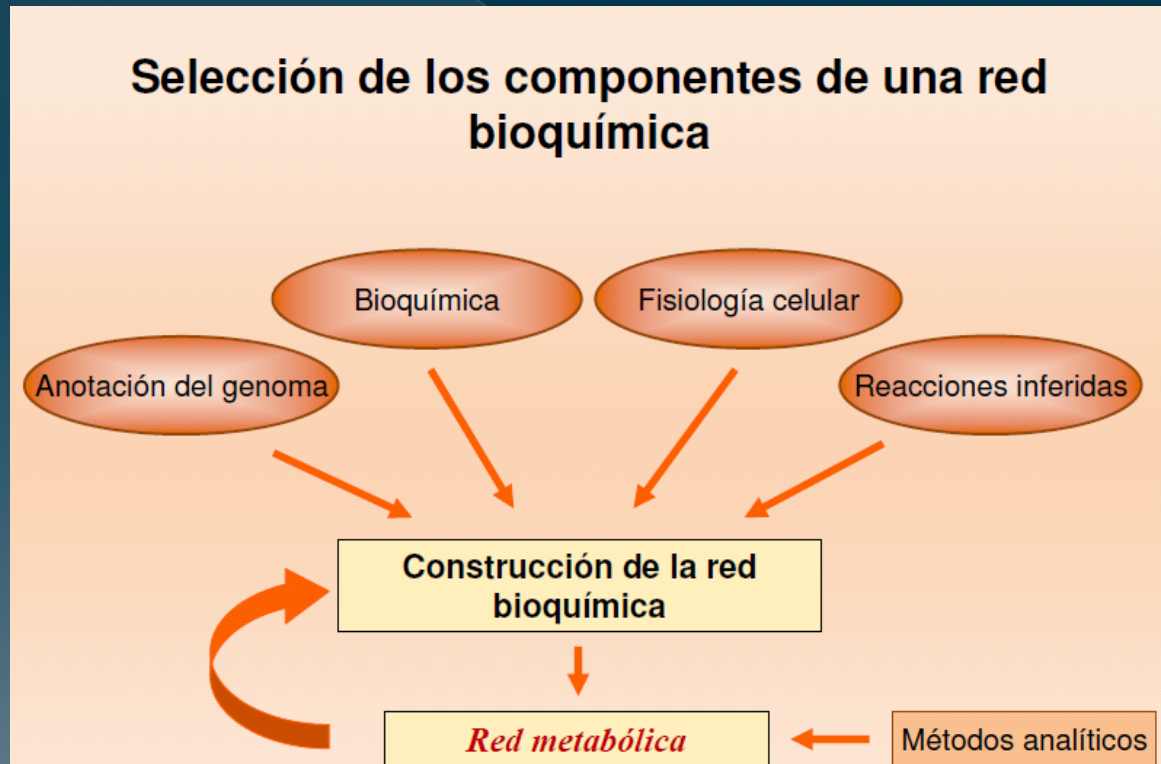 Selección de los componentes de una red
bioquímica
Bioquímica
Fisiología celular
Anotación del genoma
Reacciones inferidas
Construcción de la red
bioquímica
Red metabólica
Métodos analíticos